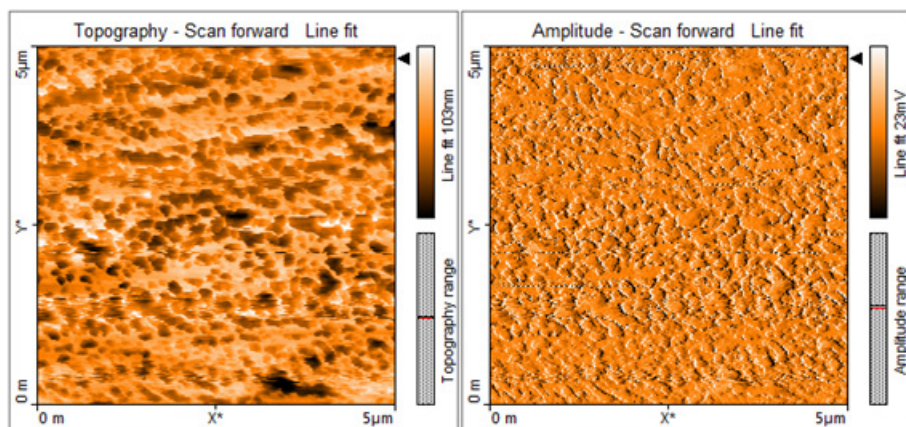 Topography - Scan forward Line fit
5µm
Y*
0 m
0 m
X*
5µm
Line fit 103nm
Topography range
Amplitude - Scan forward Line fit
5µm
Y*
0 m
0 m
X*
5µm
Line fit 23mV
Amplitude range